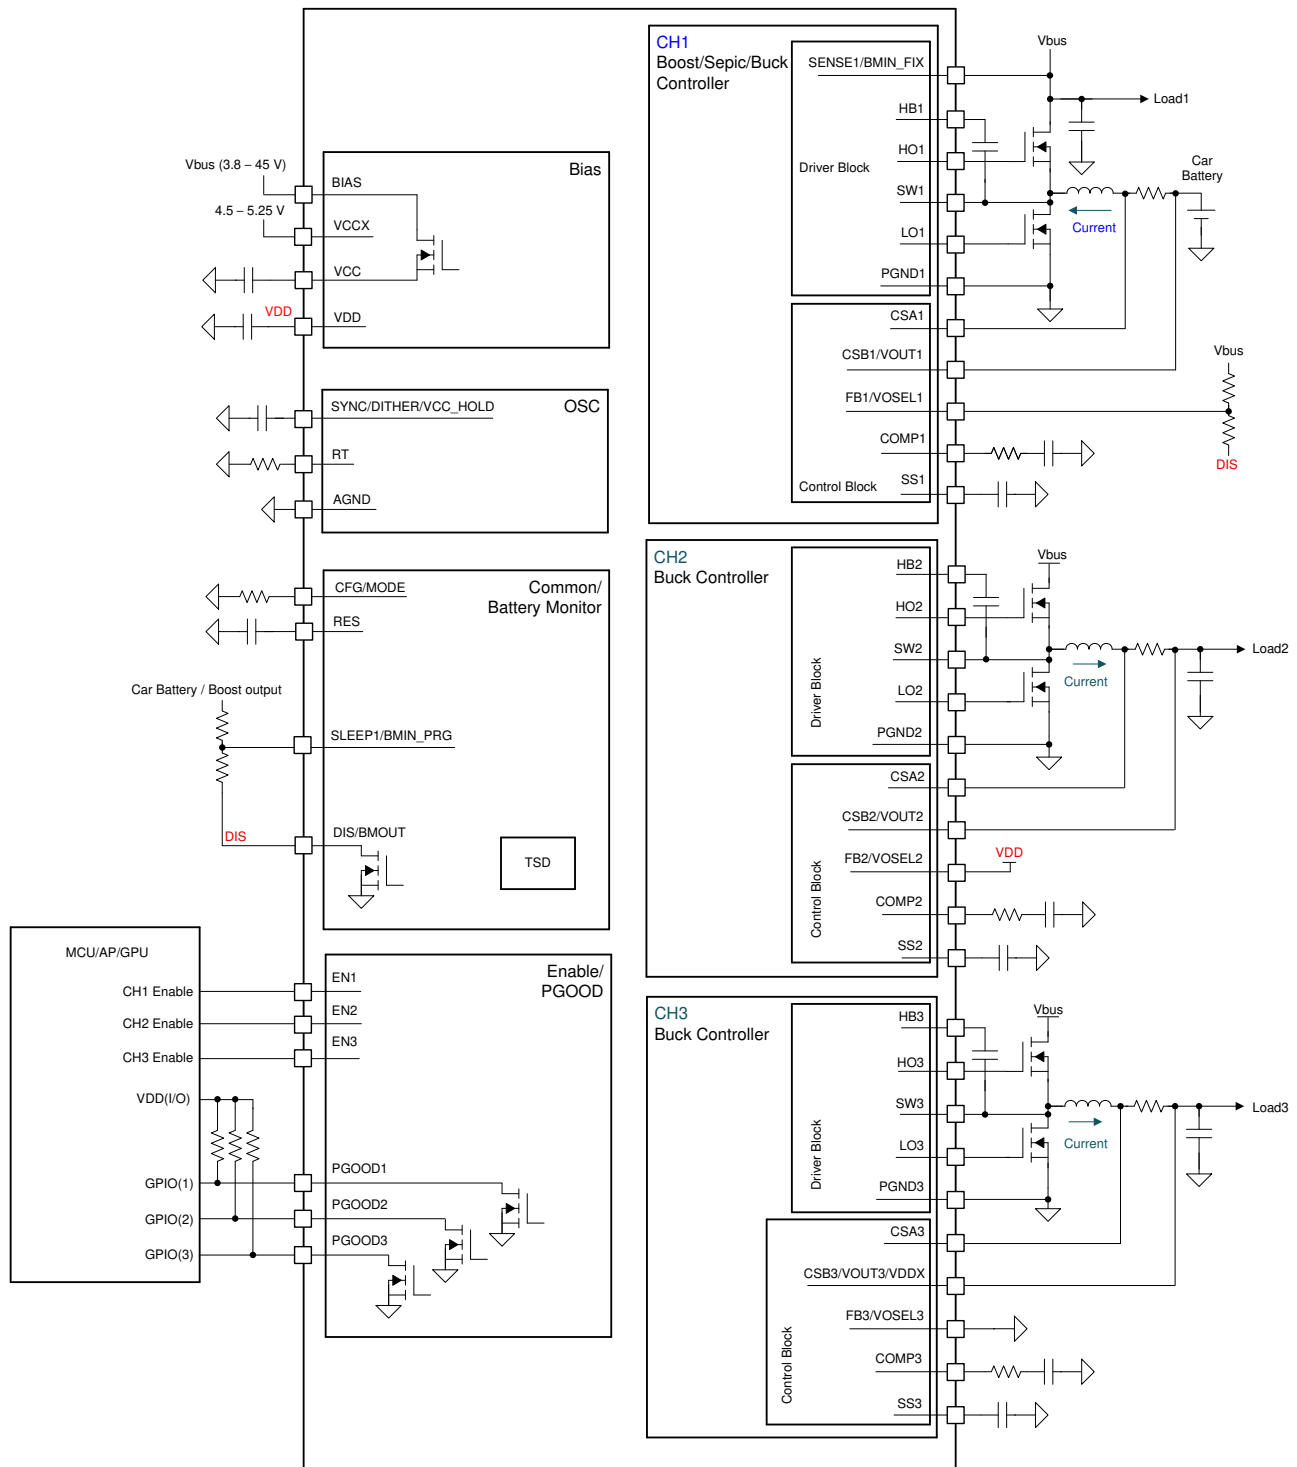 Vbus (3.8 – 45 V)
4.5 – 5.25 V
VDD
Bias
BIAS
VCCX
VCC
VDD
OSC
SYNC/DITHER/VCC_HOLD
RT
AGND
Common/
Battery Monitor
CFG/MODE
RES
Car Battery / Boost output
SLEEP1/BMIN_PRG
DIS
DIS/BMOUT
TSD
MCU/AP/GPU
CH1 Enable
CH2 Enable
CH3 Enable
VDD(I/O)
GPIO(1)
GPIO(2)
GPIO(3)
Enable/
PGOOD
EN1
EN2
EN3
PGOOD1
PGOOD2
PGOOD3
CH1
Boost/Sepic/Buck
Controller
SENSE1/BMIN_FIX
HB1
HO1
Driver Block
SW1
LO1
PGND1
CSA1
CSB1/VOUT1
FB1/VOSEL1
COMP1
Control Block
SS1
Vbus
Load1
Car
Battery
Current
Vbus
DIS
CH2
Buck Controller
HB2
HO2
SW2
Driver Block
LO2
PGND2
CSA2
CSB2/VOUT2
FB2/VOSEL2
Control Block
COMP2
SS2
Vbus
Load2
Current
VDD
CH3
Buck Controller
HB3
HO3
SW3
Driver Block
LO3
PGND3
CSA3
CSB3/VOUT3/VDDX
FB3/VOSEL3
Control Block
COMP3
SS3
Vbus
Load3
Current